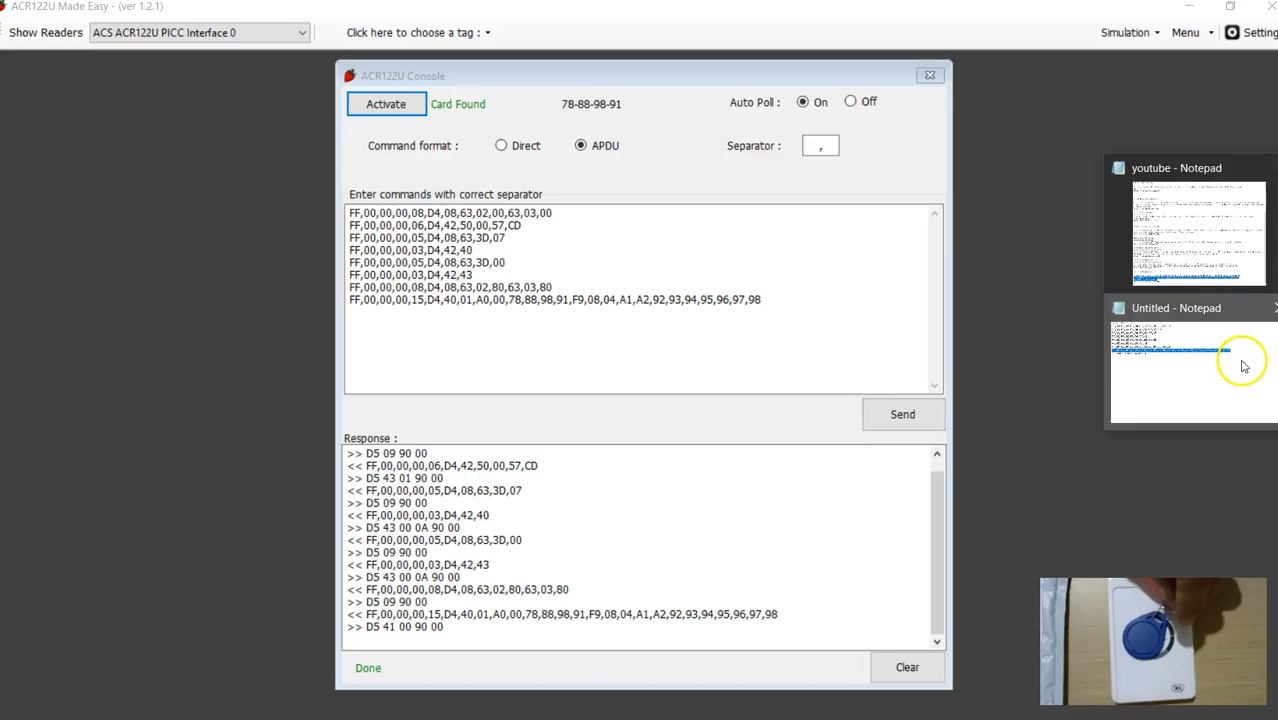 ACR122U Made Easy - (ver 1.2.1)
Show Readers
ACS ACR122U PICC Interface 0
Click here to choose a tag :
Simulation
Menu
Setting
ACR122U Console
Activate
Card Found
78-88-98-91
Auto Poll :
On
Off
Command format :
Direct
APDU
Separator :
,
Enter commands with correct separator
FF,00,00,00,08,D4,08,63,02,00,63,03,00
FF,00,00,00,06,D4,42,50,00,57,CD
FF,00,00,00,05,D4,08,63,3D,07
FF,00,00,00,03,D4,42,40
FF,00,00,00,05,D4,08,63,3D,00
FF,00,00,00,03,D4,42,43
FF,00,00,00,08,D4,08,63,02,80,63,03,80
FF,00,00,00,15,D4,40,01,A0,00,78,88,98,91,F9,08,04,A1,A2,92,93,94,95,96,97,98
Send
Response :
>> D5 09 90 00
<< FF,00,00,00,06,D4,42,50,00,57,CD
>> D5 43 01 90 00
<< FF,00,00,00,05,D4,08,63,3D,07
>> D5 09 90 00
<< FF,00,00,00,03,D4,42,40
>> D5 43 00 0A 90 00
<< FF,00,00,00,05,D4,08,63,3D,00
>> D5 09 90 00
<< FF,00,00,00,03,D4,42,43
>> D5 43 00 0A 90 00
<< FF,00,00,00,08,D4,08,63,02,80,63,03,80
>> D5 09 90 00
<< FF,00,00,00,15,D4,40,01,A0,00,78,88,98,91,F9,08,04,A1,A2,92,93,94,95,96,97,98
>> D5 41 00 90 00
Done
Clear
youtube - Notepad
Untitled - Notepad